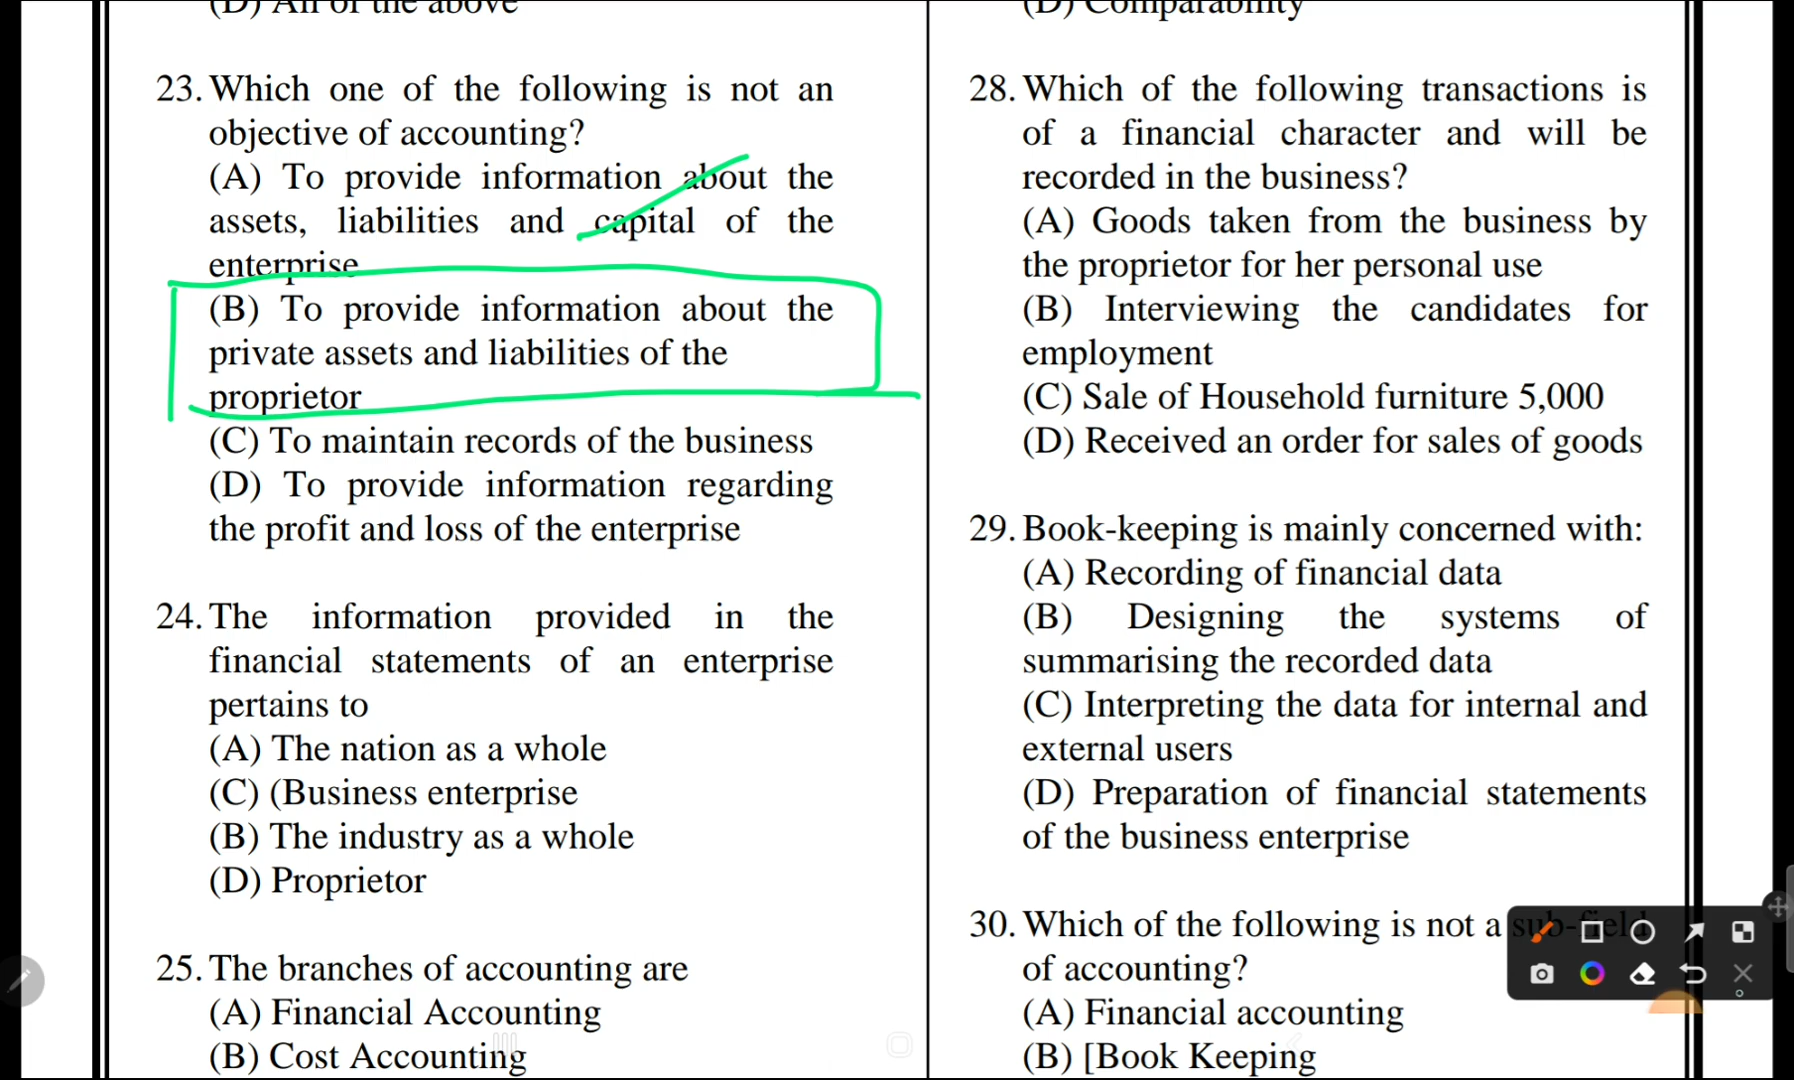 (D) All of the above
23. Which one of the following is not an
objective of accounting?
(A) To provide information about the
assets, liabilities and capital of the
enterprise
(B) To provide information about the
private assets and liabilities of the
proprietor
(C) To maintain records of the business
(D) To provide information regarding
the profit and loss of the enterprise
24. The information provided in the
financial statements of an enterprise
pertains to
(A) The nation as a whole
(C) (Business enterprise
(B) The industry as a whole
(D) Proprietor
25. The branches of accounting are
(A) Financial Accounting
(B) Cost Accounting
(D) Comparability
28. Which of the following transactions is
of a financial character and will be
recorded in the business?
(A) Goods taken from the business by
the proprietor for her personal use
(B) Interviewing the candidates for
employment
(C) Sale of Household furniture 5,000
(D) Received an order for sales of goods
29. Book-keeping is mainly concerned with:
(A) Recording of financial data
(B) Designing the systems of
summarising the recorded data
(C) Interpreting the data for internal and
external users
(D) Preparation of financial statements
of the business enterprise
30. Which of the following is not a sub-field
of accounting?
(A) Financial accounting
(B) [Book Keeping